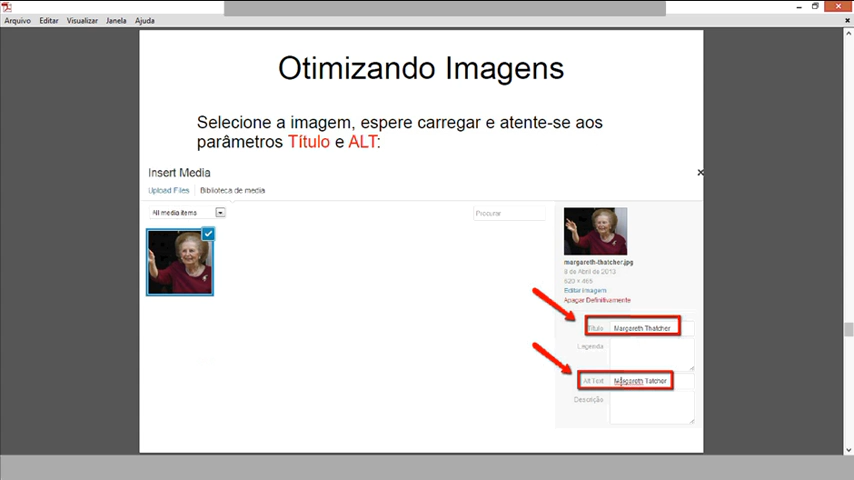 Arquivo Editar Visualizar Janela Ajuda
Otimizando Imagens
Selecione a imagem, espere carregar e atente-se aos
parâmetros Título e ALT:
Insert Media
Upload Files Biblioteca de media
All media items
Procurar
margareth-thatcher.jpg
8 de Abril de 2013
620 × 465
Editar Imagem
Apagar Definitivamente
Título Margareth Thatcher
Legenda
Alt Text Margareth Tatcher
Descrição